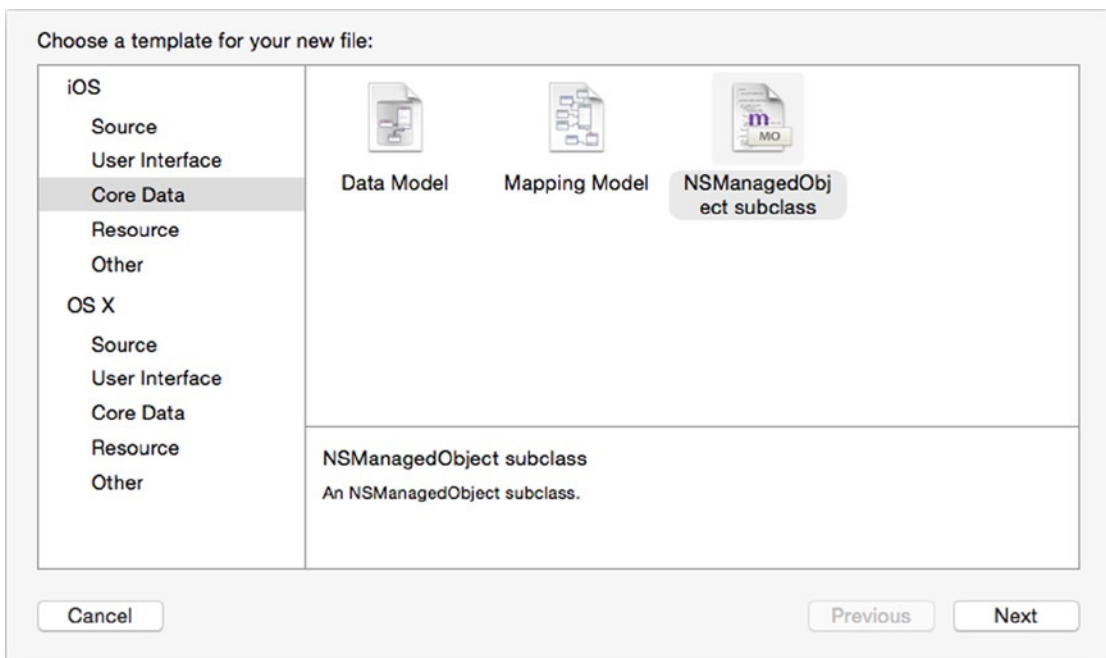 Choose a template for your new file:
iOS
Source
User Interface
Core Data
Resource
Other
OS X
Source
User Interface
Core Data
Resource
Other
m
MO
Data Model
Mapping Model
NSManagedObj
ect subclass
NSManagedObject subclass
An NSManagedObject subclass.
Cancel
Previous
Next